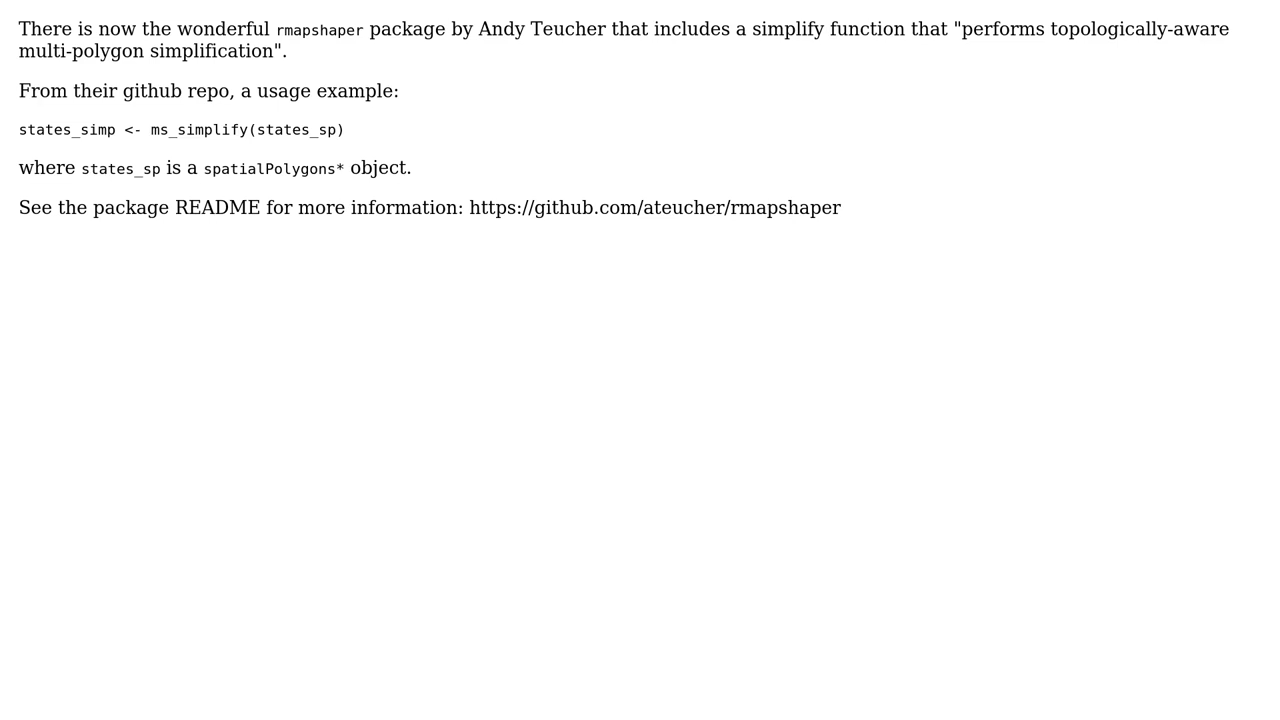 There is now the wonderful rmapshaper package by Andy Teucher that includes a simplify function that "performs topologically-aware
multi-polygon simplification".
From their github repo, a usage example:
states_simp <- ms_simplify(states_sp)
where states_sp is a spatialPolygons* object.
See the package README for more information: https://github.com/ateucher/rmapshaper